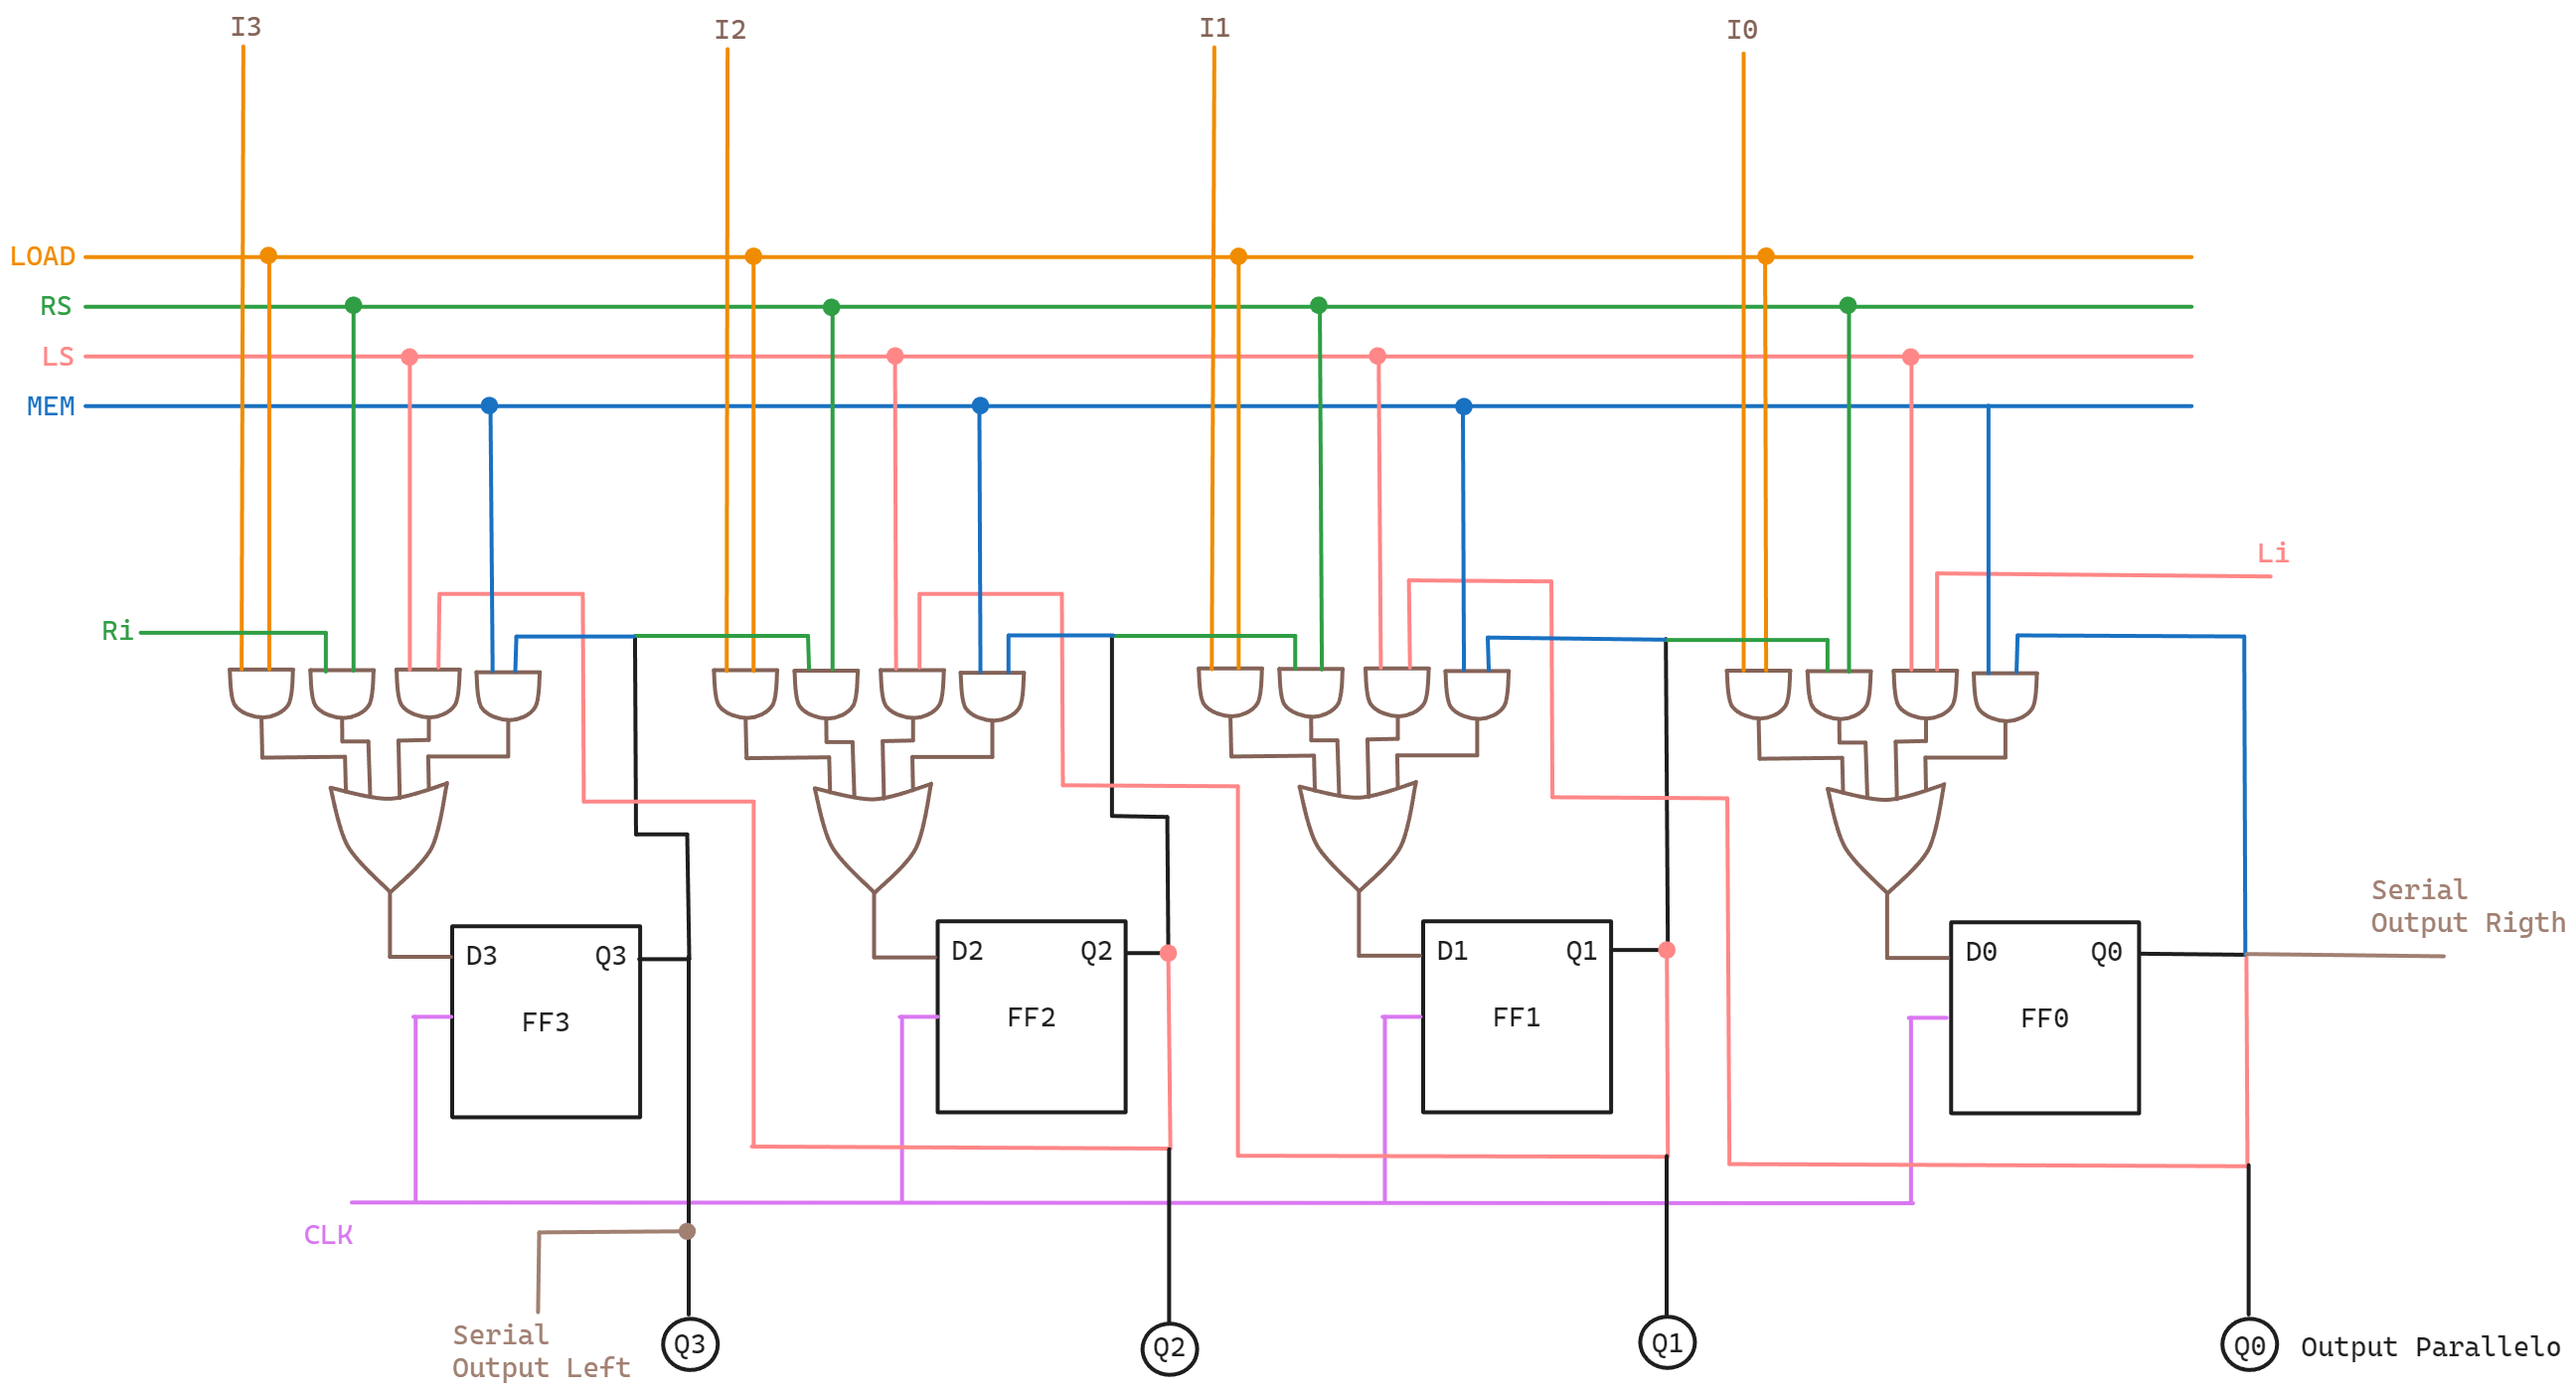 I3
I2
I1
I0
LOAD
RS
LS
MEM
Li
Ri
Serial
Output Rigth
D3
Q3
FF3
D2
Q2
FF2
D1
Q1
FF1
D0
Q0
FF0
CLK
Serial
Output Left
Q3
Q2
Q1
Q0
Output Parallelo